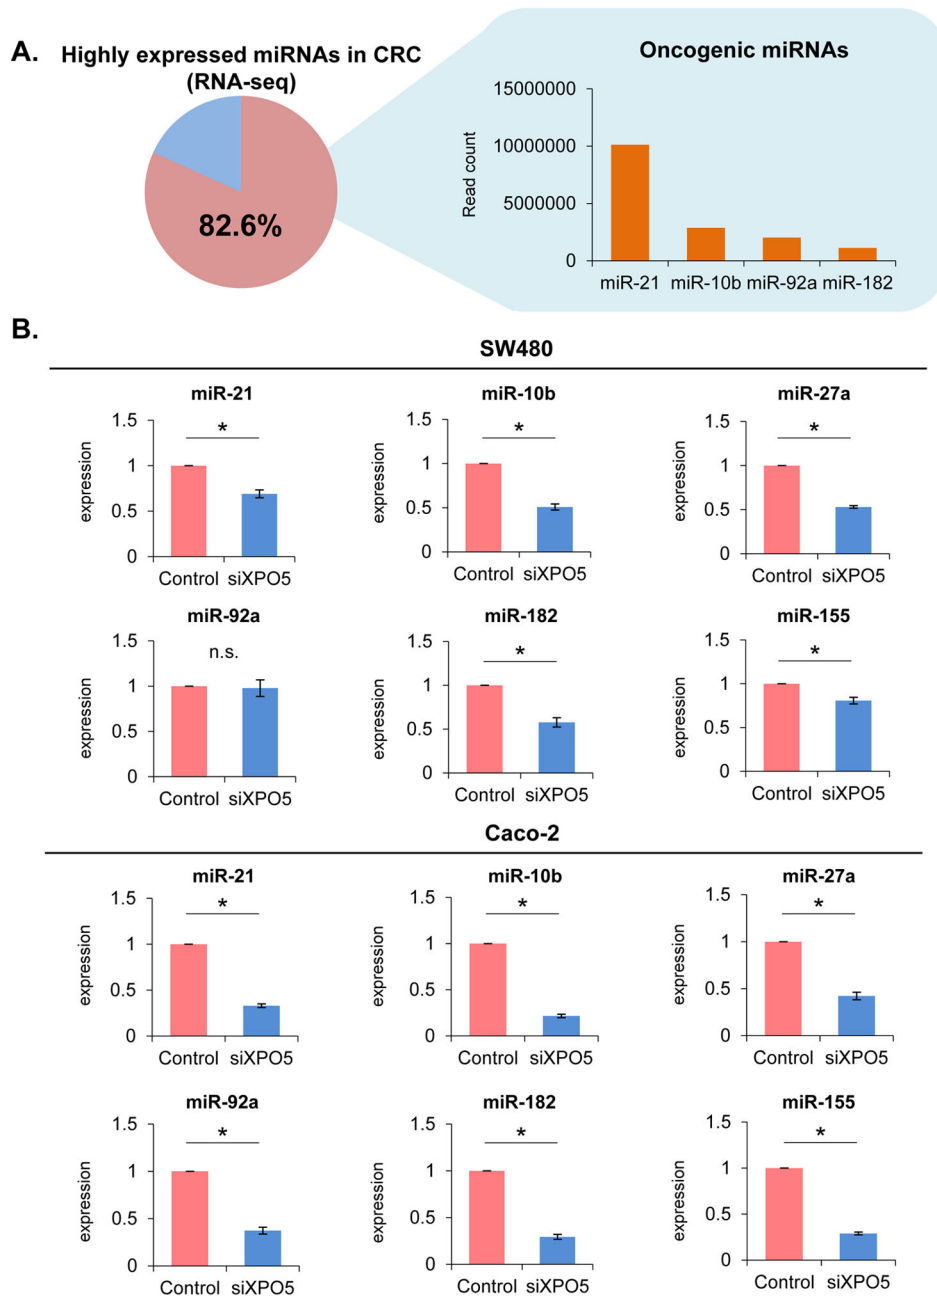 A.
Highly expressed miRNAs in CRC
(RNA-seq)
82.6%
Oncogenic miRNAs
Read count
15000000
10000000
5000000
0
miR-21 miR-10b miR-92a miR-182
B.
SW480
miR-21
expression
1.5
1
0.5
0
*
Control siXPO5
miR-10b
expression
1.5
1
0.5
0
*
Control siXPO5
miR-27a
expression
1.5
1
0.5
0
*
Control siXPO5
miR-92a
expression
1.5
1
0.5
0
n.s.
Control siXPO5
miR-182
expression
1.5
1
0.5
0
*
Control siXPO5
miR-155
expression
1.5
1
0.5
0
*
Control siXPO5
Caco-2
miR-21
expression
1.5
1
0.5
0
*
Control siXPO5
miR-10b
expression
1.5
1
0.5
0
*
Control siXPO5
miR-27a
expression
1.5
1
0.5
0
*
Control siXPO5
miR-92a
expression
1.5
1
0.5
0
*
Control siXPO5
miR-182
expression
1.5
1
0.5
0
*
Control siXPO5
miR-155
expression
1.5
1
0.5
0
*
Control siXPO5